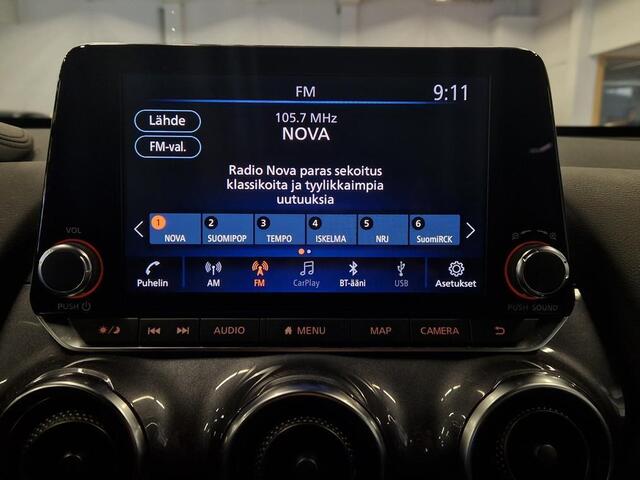 FM
9:11
Lähde
105.7 MHz
NOVA
FM-val.
Radio Nova paras sekoitus
klassikoita ja tyylikkaimpia
uutuuksia
1 NOVA
2 SUOMIPOP
3 TEMPO
4 ISKELMA
5 NRJ
6 SuomiRCK
Puhelin
AM
FM
CarPlay
BT-ääni
USB
Asetukset
VOL
PUSH
PUSH SOUND
AUDIO
MENU
MAP
CAMERA